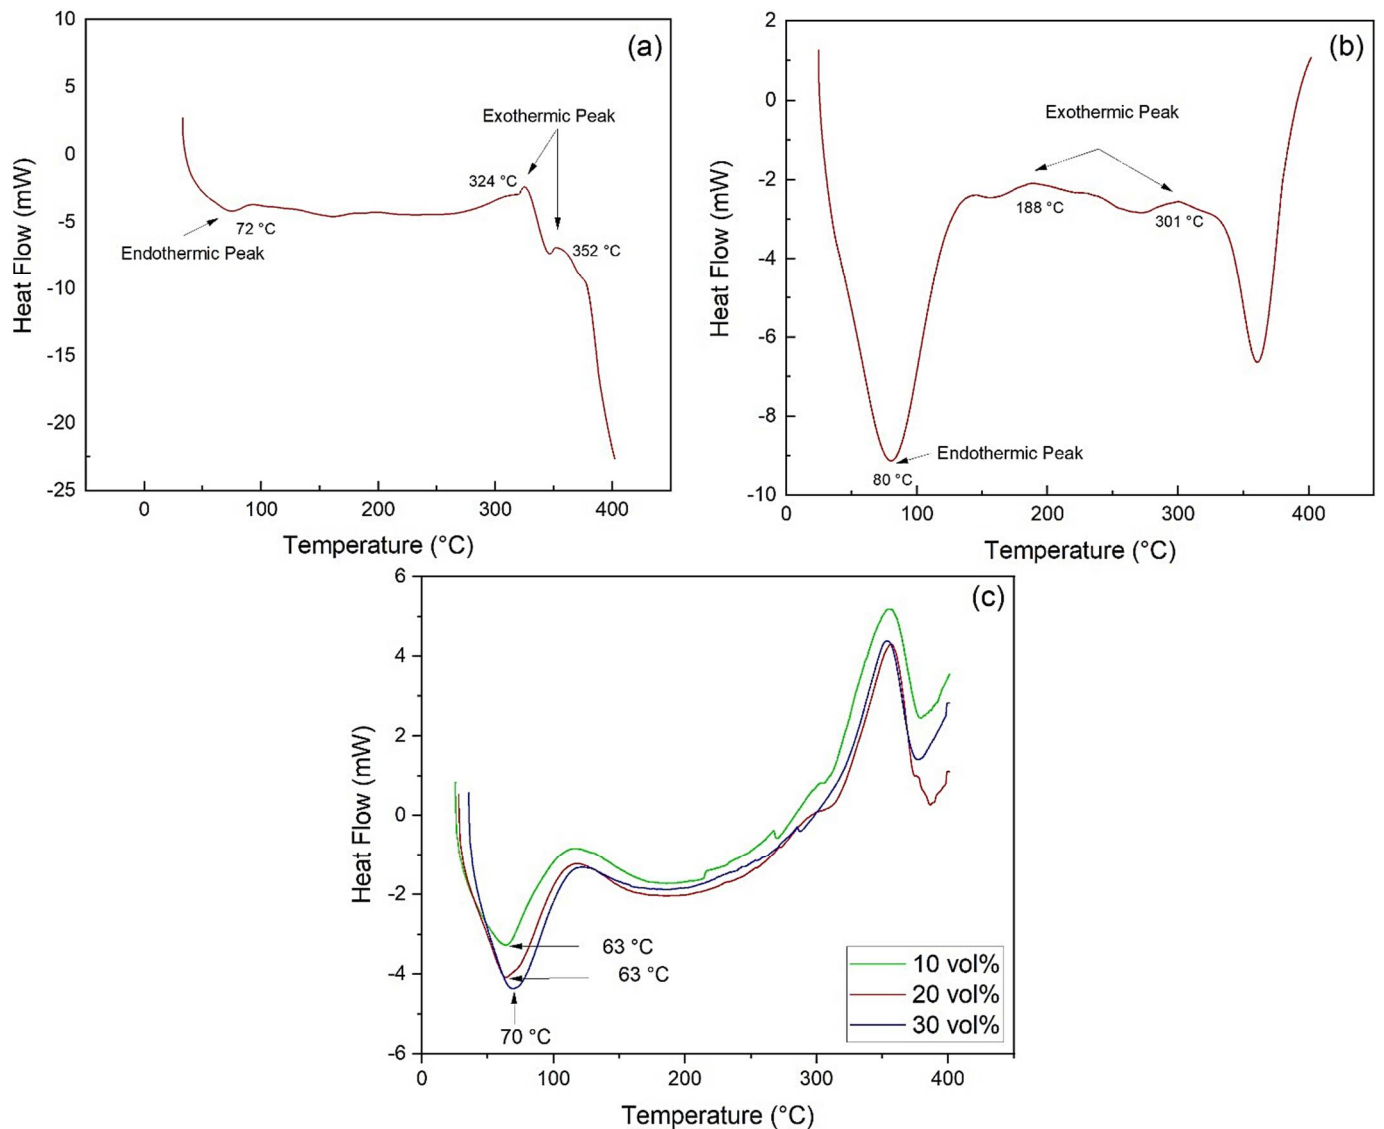 (a)
10
5
0
-5
-10
-15
-20
-25
Heat Flow (mW)
Exothermic Peak
324 °C
72 °C
352 °C
Endothermic Peak
0
100
200
300
400
Temperature (°C)
(b)
2
0
-2
-4
-6
-8
-10
Heat Flow (mW)
Exothermic Peak
188 °C
301 °C
Endothermic Peak
80 °C
0
100
200
300
400
Temperature (°C)
(c)
6
4
2
0
-2
-4
-6
Heat Flow (mW)
63 °C
63 °C
70 °C
10 vol%
20 vol%
30 vol%
0
100
200
300
400
Temperature (°C)